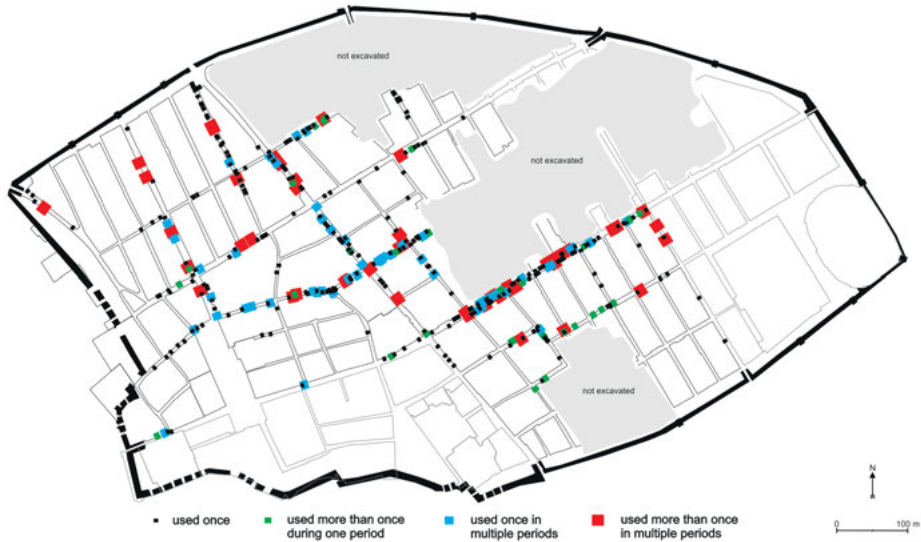 not excavated
not excavated
not excavated
N
used once
used more than once
during one period
used once in
multiple periods
used more than once
in multiple periods
0 100 m